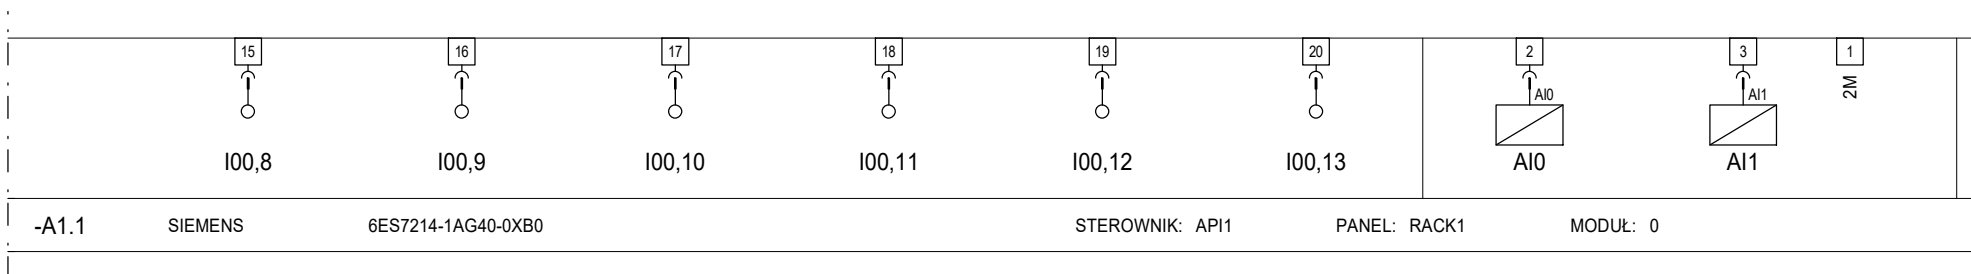 15 16 17 18 19 20 2 3 1
AI0 AI1 2M
I00,8 I00,9 I00,10 I00,11 I00,12 I00,13 AI0 AI1
-A1.1 SIEMENS 6ES7214-1AG40-0XB0 STEROWNIK: API1 PANEL: RACK1 MODUŁ: 0